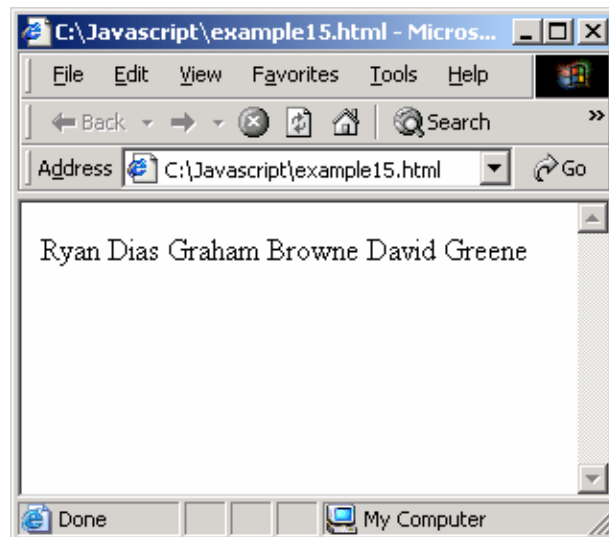 C:\Javascript\example15.html - Micros...
File Edit View Favorites Tools Help
Back Search »
Address C:\Javascript\example15.html Go
Ryan Dias Graham Browne David Greene
Done My Computer